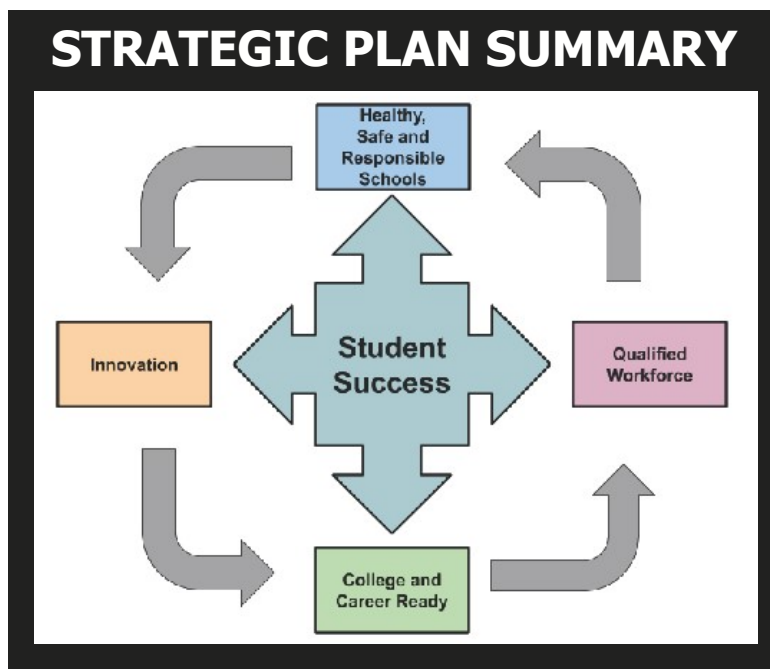 STRATEGIC PLAN SUMMARY
Healthy,
Safe and
Responsible
Schools
Innovation
Student
Success
Qualified
Workforce
College and
Career Ready